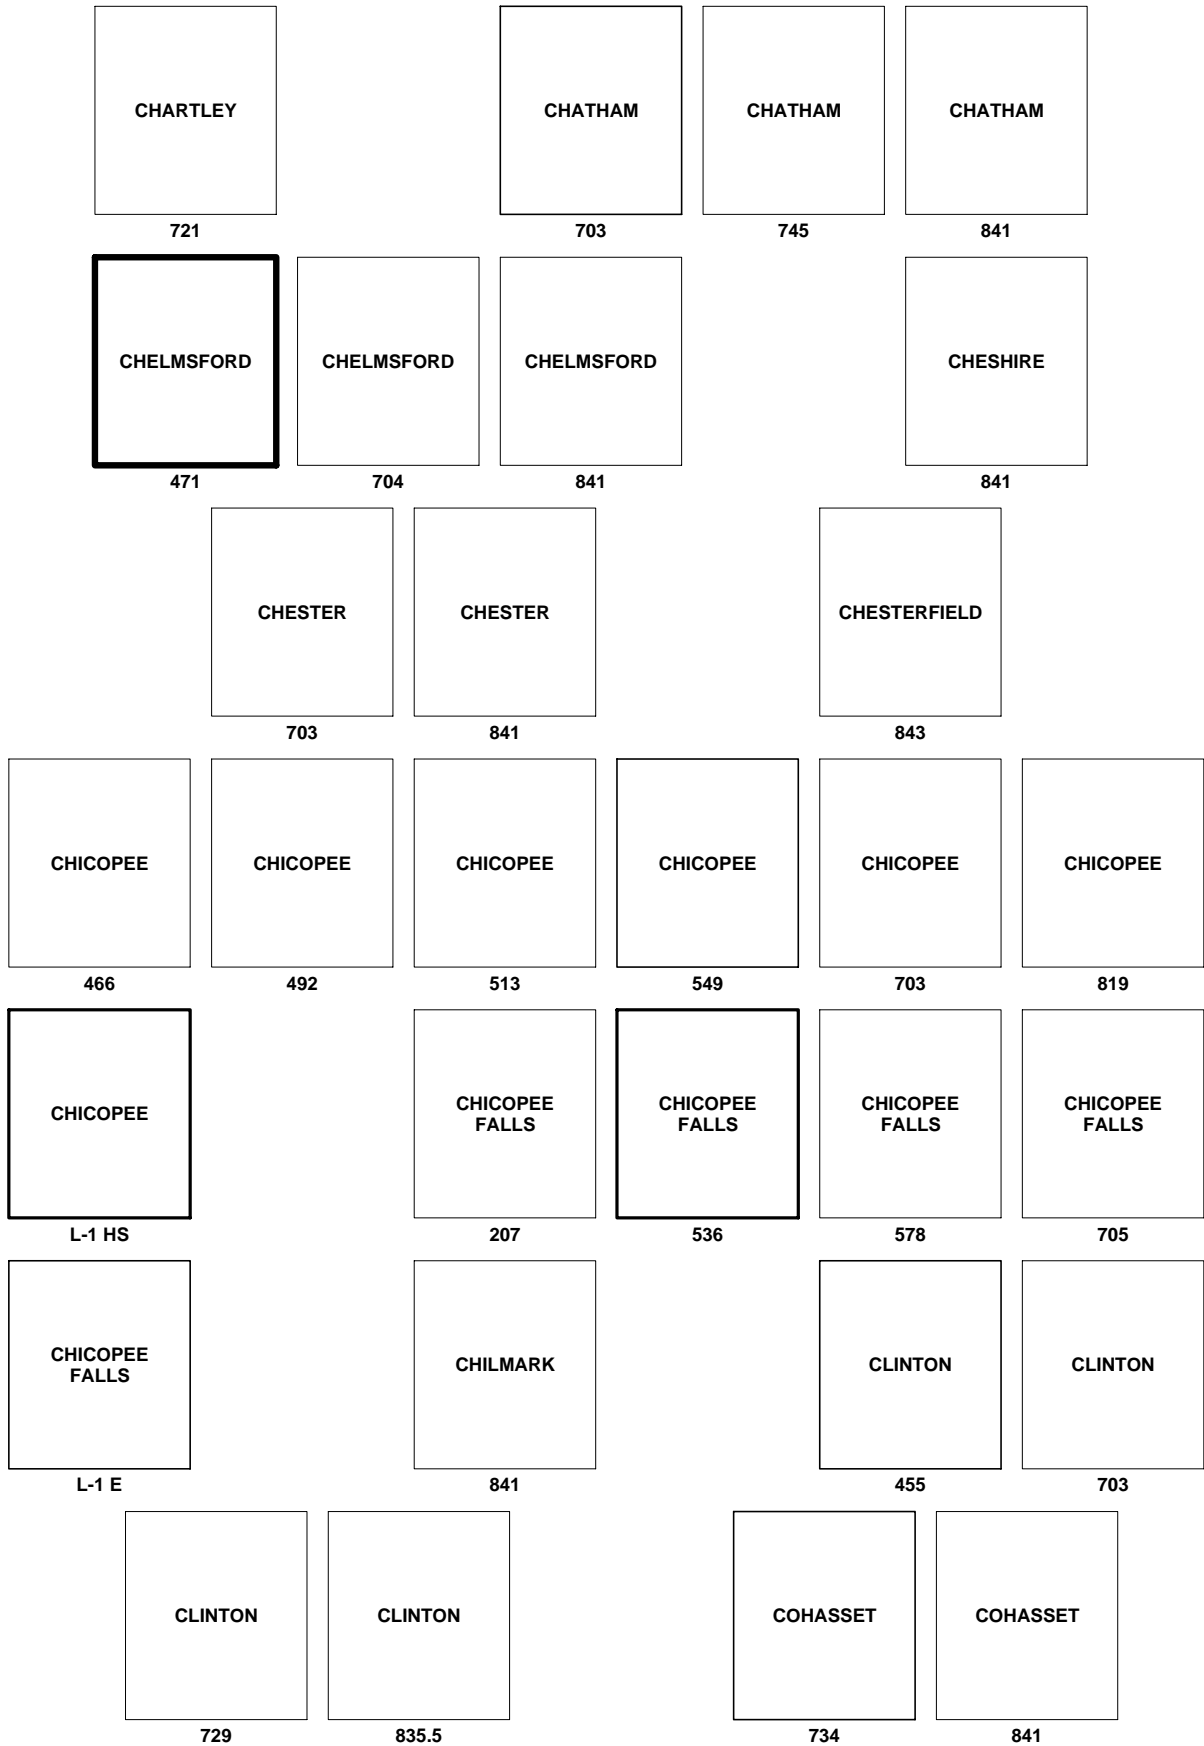 CHARTLEY
CHATHAM
CHATHAM
CHATHAM
721
703
745
841
CHELMSFORD
CHELMSFORD
CHELMSFORD
CHESHIRE
471
704
841
841
CHESTER
CHESTER
CHESTERFIELD
703
841
843
CHICOPEE
CHICOPEE
CHICOPEE
CHICOPEE
CHICOPEE
CHICOPEE
466
492
513
549
703
819
CHICOPEE
CHICOPEE
FALLS
CHICOPEE
FALLS
CHICOPEE
FALLS
CHICOPEE
FALLS
L-1 HS
207
536
578
705
CHICOPEE
FALLS
CHILMARK
CLINTON
CLINTON
L-1 E
841
455
703
CLINTON
CLINTON
COHASSET
COHASSET
729
835.5
734
841